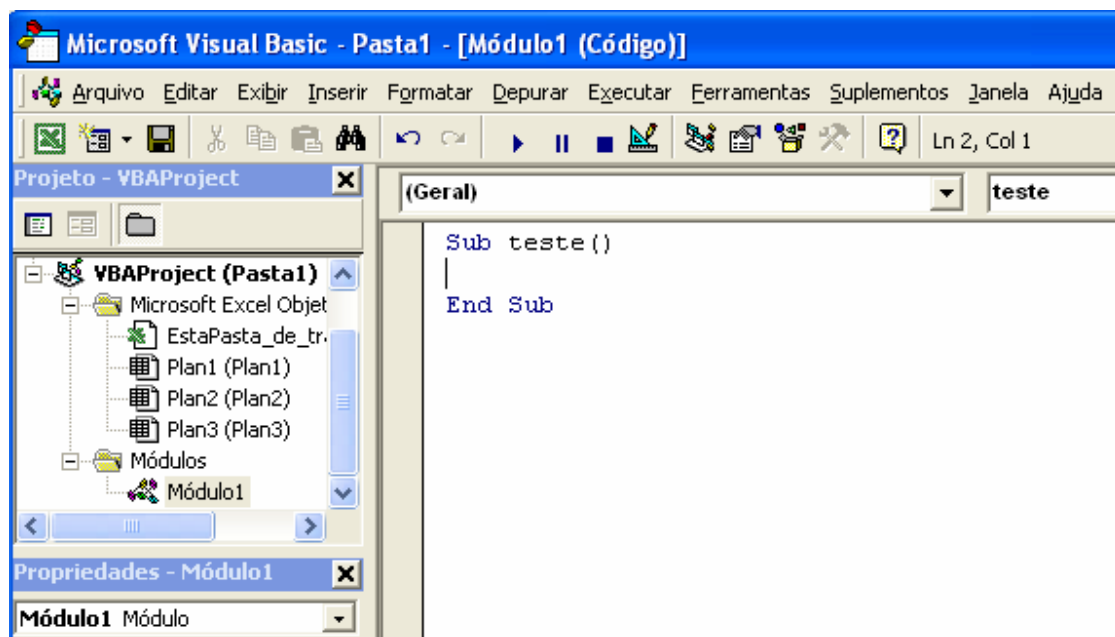 Microsoft Visual Basic - Pasta1 - [Módulo1 (Código)]
Arquivo Editar Exibir Inserir Formatar Depurar Executar Ferramentas Suplementos Janela Ajuda
Ln 2, Col 1
Projeto - VBAProject
(Geral) teste
VBAProject (Pasta1)
Microsoft Excel Objet
EstaPasta_de_tr
Plan1 (Plan1)
Plan2 (Plan2)
Plan3 (Plan3)
Módulos
Módulo1
Propriedades - Módulo1
Módulo1 Módulo
Sub teste()
End Sub